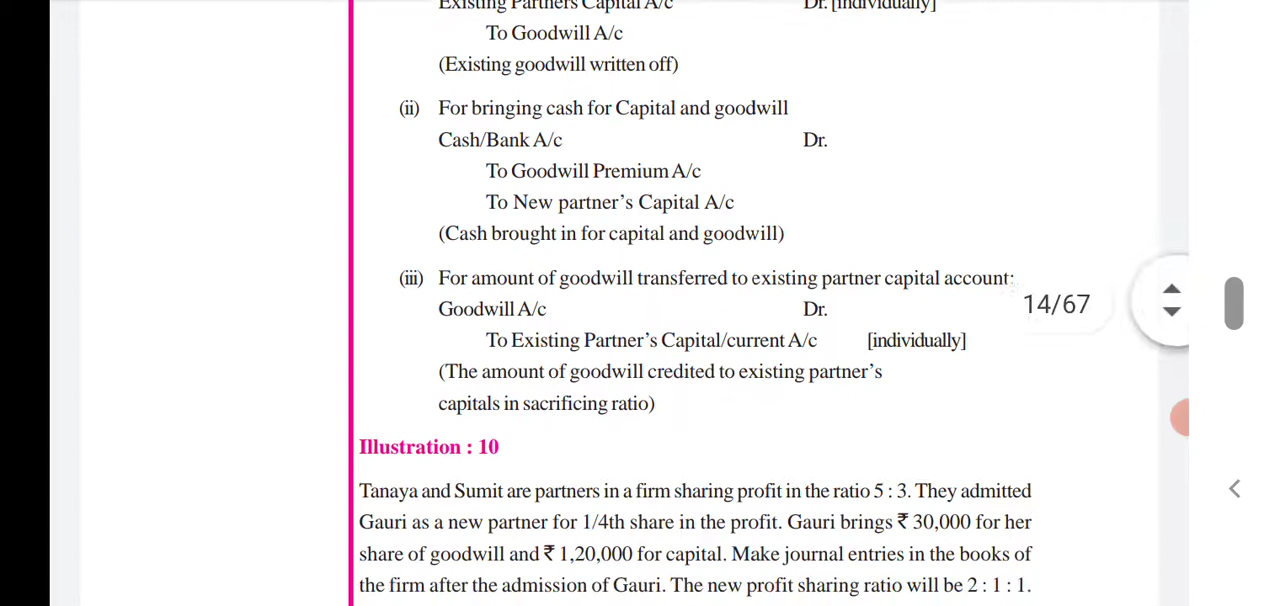 Existing Partners Capital A/c Dr. [individually]
To Goodwill A/c
(Existing goodwill written off)
(ii) For bringing cash for Capital and goodwill
Cash/Bank A/c Dr.
To Goodwill Premium A/c
To New partner’s Capital A/c
(Cash brought in for capital and goodwill)
(iii) For amount of goodwill transferred to existing partner capital account:
Goodwill A/c Dr.
14/67
To Existing Partner’s Capital/current A/c [individually]
(The amount of goodwill credited to existing partner’s
capitals in sacrificing ratio)
Illustration : 10
Tanaya and Sumit are partners in a firm sharing profit in the ratio 5 : 3. They admitted
Gauri as a new partner for 1/4th share in the profit. Gauri brings ₹ 30,000 for her
share of goodwill and ₹ 1,20,000 for capital. Make journal entries in the books of
the firm after the admission of Gauri. The new profit sharing ratio will be 2 : 1 : 1.